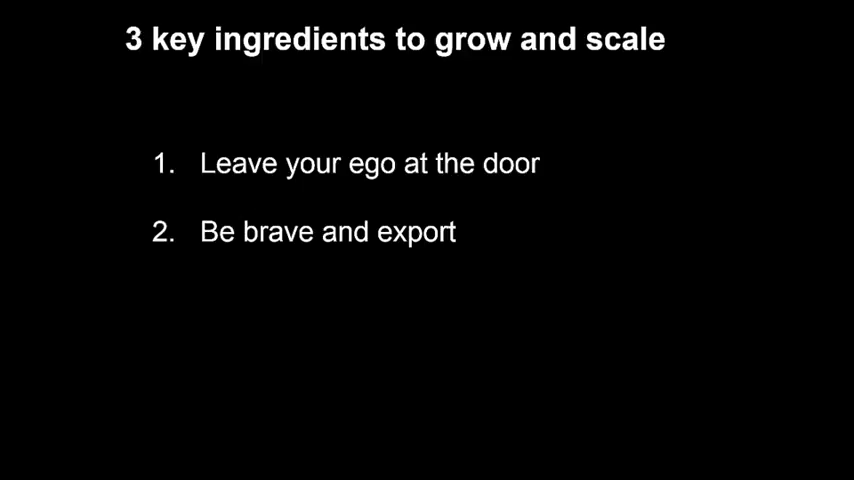 3 key ingredients to grow and scale
1. Leave your ego at the door
2. Be brave and export